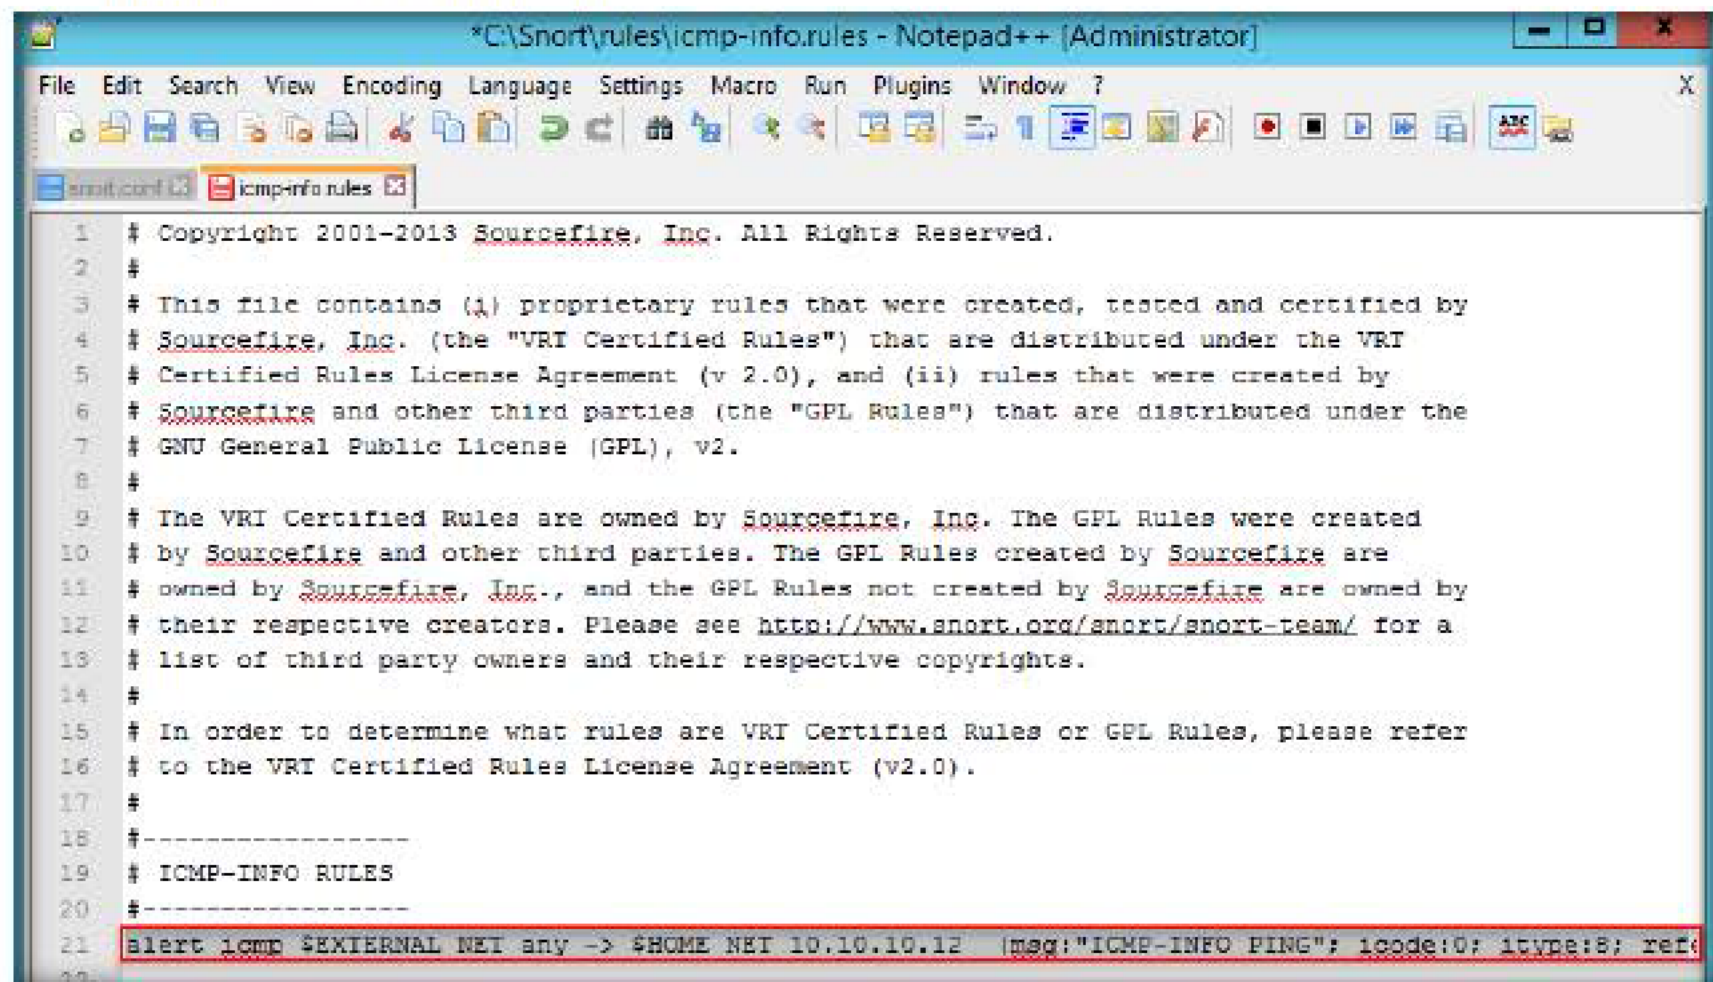 *C:\Snort\rules\icmp-info.rules - Notepad++ [Administrator]
File Edit Search View Encoding Language Settings Macro Run Plugins Window ? X
snort.conf icmp-info.rules
1 # Copyright 2001-2013 Sourcefire, Inc. All Rights Reserved.
2 #
3 # This file contains (i) proprietary rules that were created, tested and certified by
4 # Sourcefire, Inc. (the "VRT Certified Rules") that are distributed under the VRT
5 # Certified Rules License Agreement (v 2.0), and (ii) rules that were created by
6 # Sourcefire and other third parties (the "GPL Rules") that are distributed under the
7 # GNU General Public License (GPL), v2.
8 #
9 # The VRT Certified Rules are owned by Sourcefire, Inc. The GPL Rules were created
10 # by Sourcefire and other third parties. The GPL Rules created by Sourcefire are
11 # owned by Sourcefire, Inc., and the GPL Rules not created by Sourcefire are owned by
12 # their respective creators. Please see http://www.snort.org/snort/snort-team/ for a
13 # list of third party owners and their respective copyrights.
14 #
15 # In order to determine what rules are VRT Certified Rules or GPL Rules, please refer
16 # to the VRT Certified Rules License Agreement (v2.0).
17 #
18 #-----------------
19 # ICMP-INFO RULES
20 #-----------------
21 alert icmp $EXTERNAL_NET any -> $HOME_NET 10.10.10.12 (msg:"ICMP-INFO PING"; icode:0; itype:8; refe
22